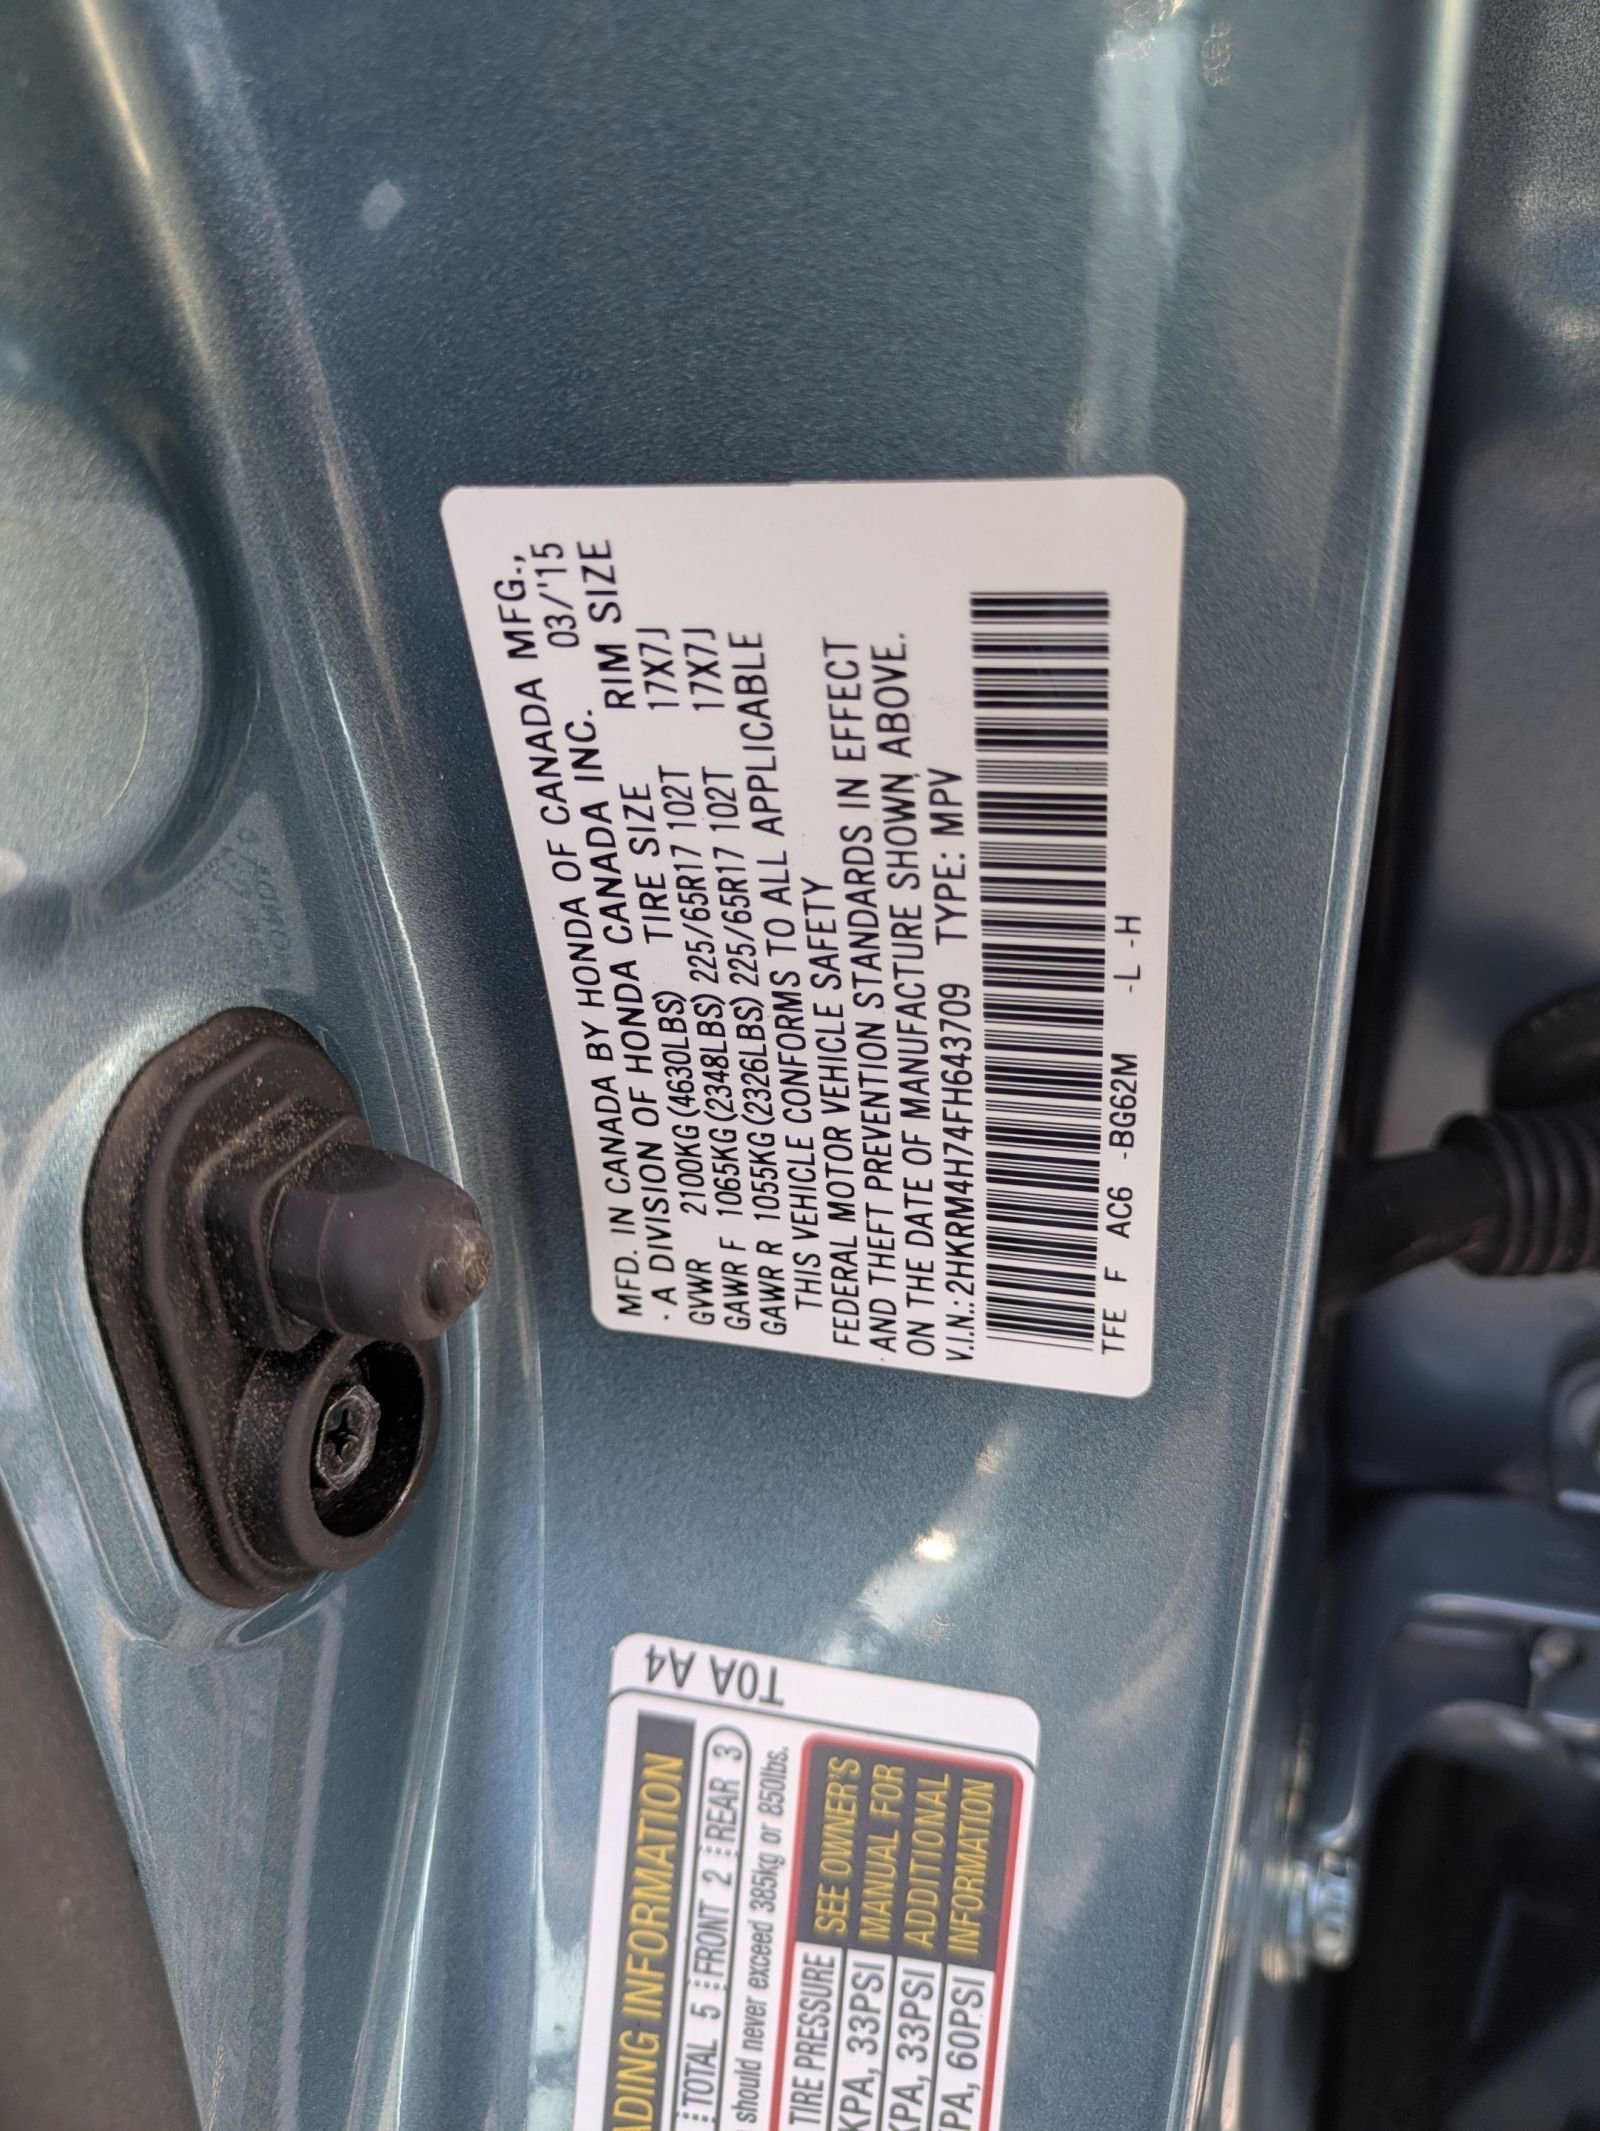 MFD. IN CANADA BY HONDA OF CANADA MFG.,
· A DIVISION OF HONDA CANADA INC. 03/'15
GVWR 2100KG (4630LBS) TIRE SIZE RIM SIZE
GAWR F 1065KG (2348LBS) 225/65R17 102T 17X7J
GAWR R 1055KG (2326LBS) 225/65R17 102T 17X7J
THIS VEHICLE CONFORMS TO ALL APPLICABLE
FEDERAL MOTOR VEHICLE SAFETY
AND THEFT PREVENTION STANDARDS IN EFFECT
ON THE DATE OF MANUFACTURE SHOWN ABOVE.
V.I.N.: 2HKRM4H74FH643709 TYPE: MPV
TFE F AC6 -BG62M -L -H
T0A A4
INFORMATION
TOTAL 5 FRONT 2 REAR 3
should never exceed 385kg or 850lbs.
TIRE PRESSURE
KPA, 33PSI
KPA, 33PSI
KPA, 60PSI
SEE OWNER'S
MANUAL FOR
ADDITIONAL
INFORMATION